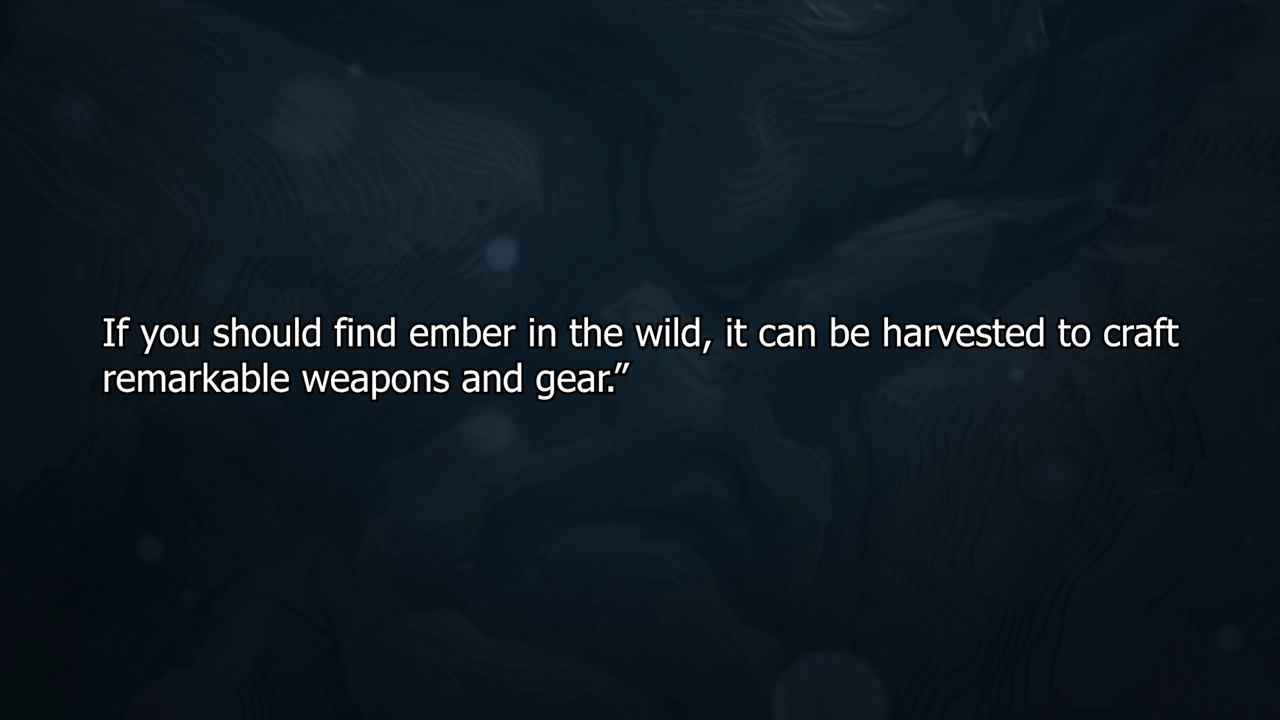 If you should find ember in the wild, it can be harvested to craft
remarkable weapons and gear.”